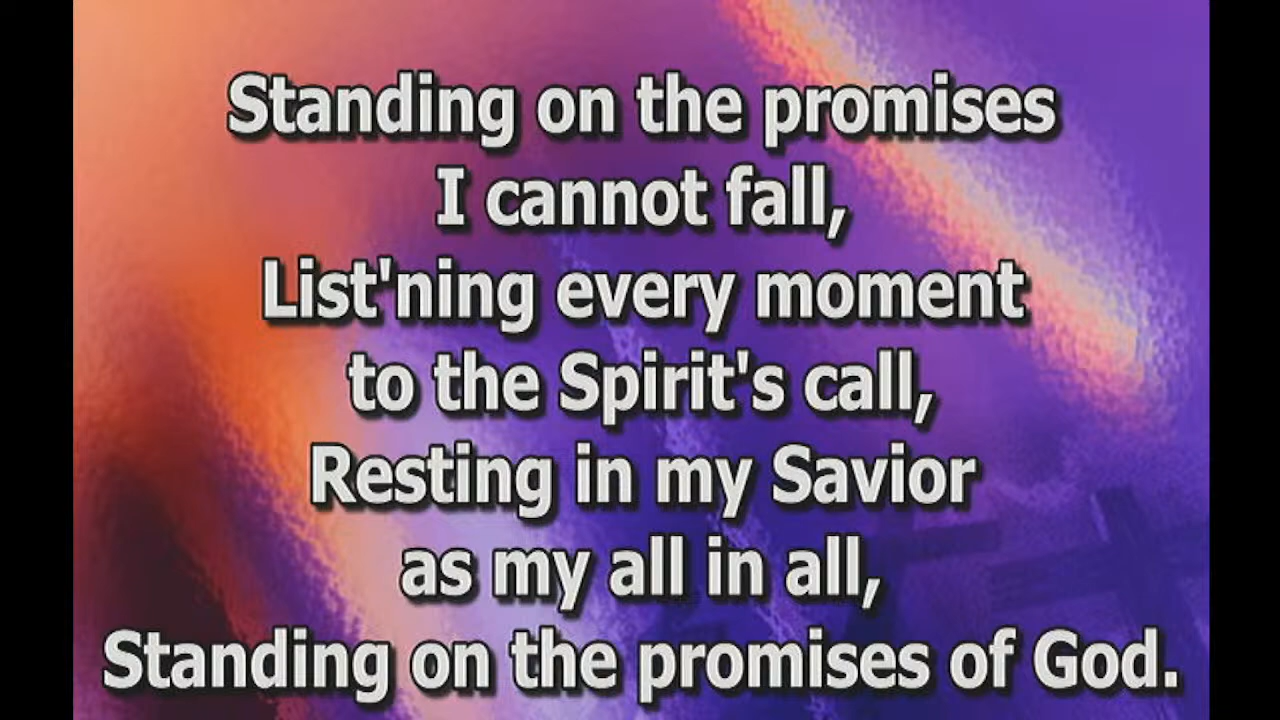 Standing on the promises
I cannot fall,
List'ning every moment
to the Spirit's call,
Resting in my Savior
as my all in all,
Standing on the promises of God.